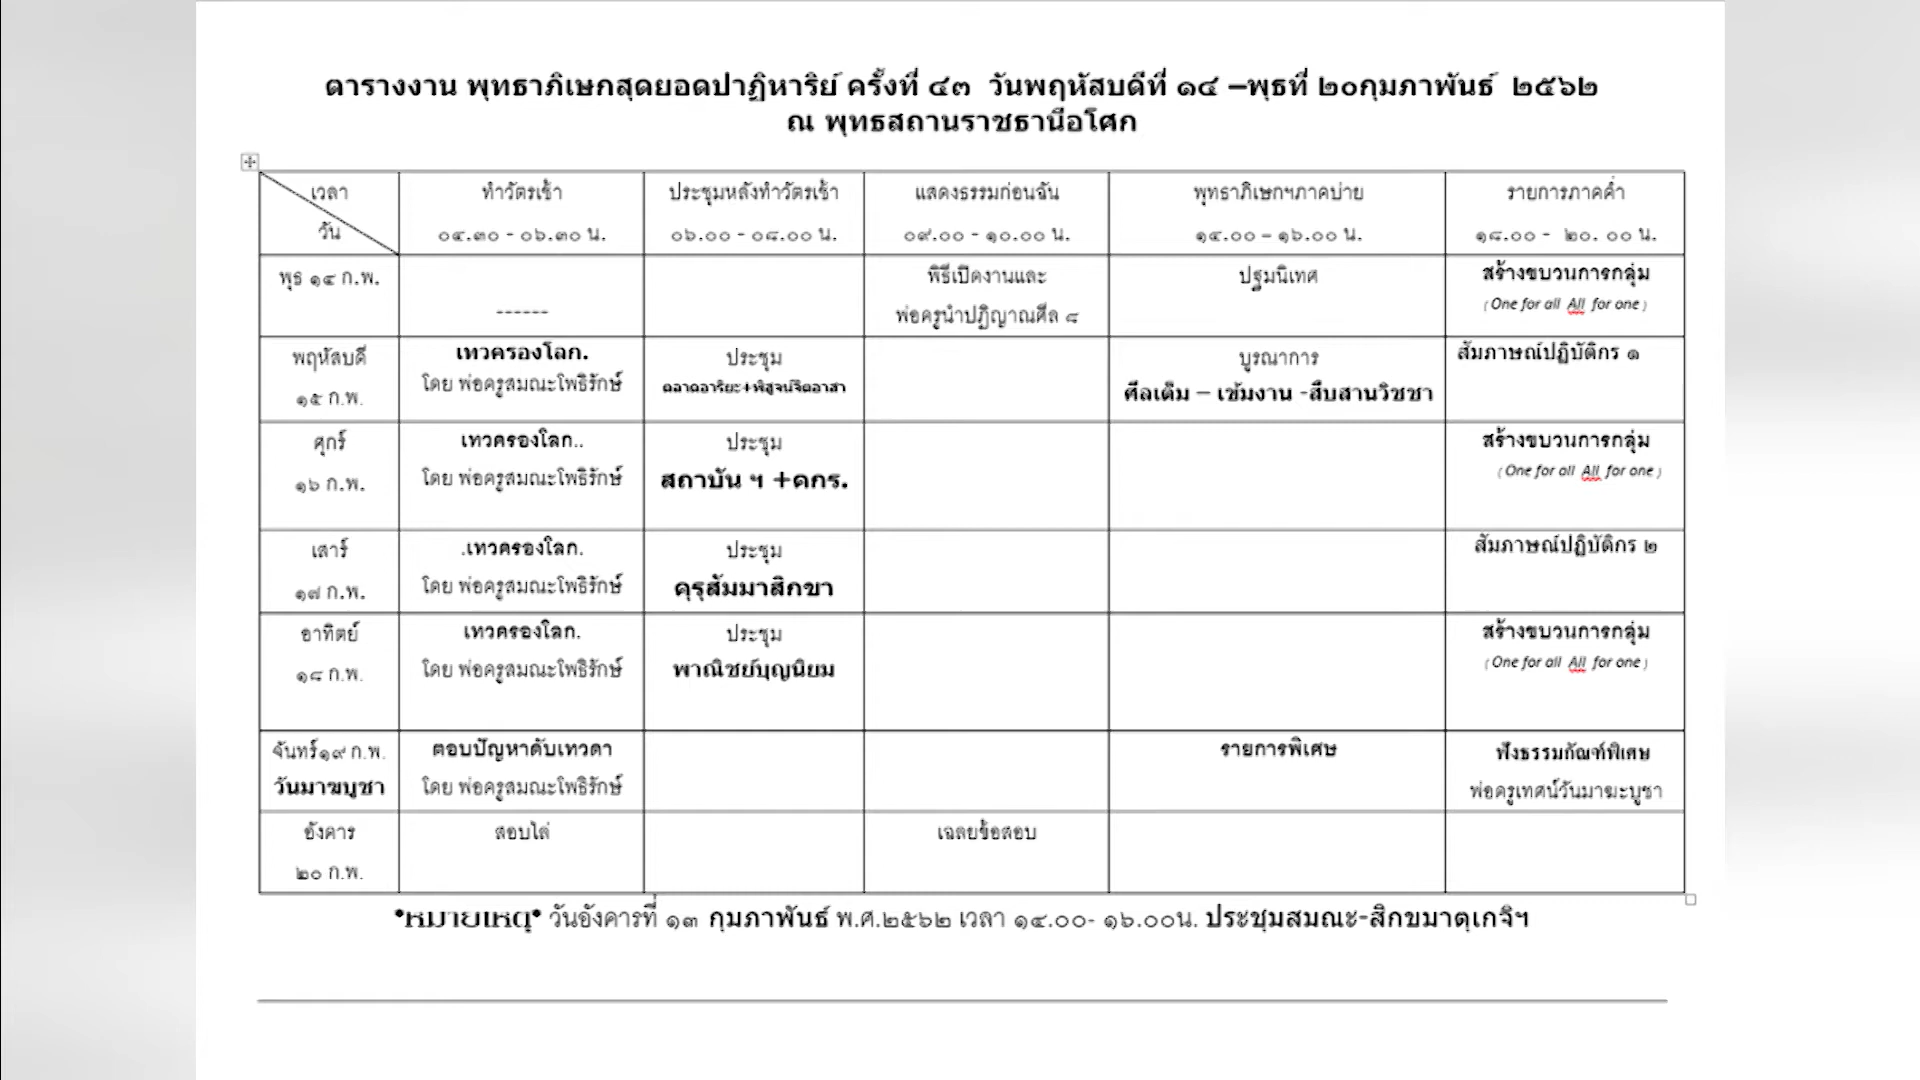 ตารางงาน พุทธาภิเษกสุดยอดปาฏิหาริย์ ครั้งที่ ๔๓ วันพฤหัสบดีที่ ๑๔ –พุธที่ ๒๐กุมภาพันธ์ ๒๕๖๒
ณ พุทธสถานราชธานีอโศก
เวลา
วัน
ทำวัตรเช้า
๐๔.๓๐ - ๐๖.๓๐ น.
ประชุมหลังทำวัตรเช้า
๐๖.๐๐ - ๐๘.๐๐ น.
แสดงธรรมก่อนฉัน
๐๙.๐๐ - ๑๐.๐๐ น.
พุทธาภิเษกฯภาคบ่าย
๑๔.๐๐ – ๑๖.๐๐ น.
รายการภาคค่ำ
๑๘.๐๐ - ๒๐. ๐๐ น.
พุธ ๑๔ ก.พ.
------
พิธีเปิดงานและ
พ่อครูนำปฏิญาณศีล ๘
ปฐมนิเทศ
สร้างขบวนการกลุ่ม
( One for all All for one )
พฤหัสบดี
๑๕ ก.พ.
เทวครองโลก.
โดย พ่อครูสมณะโพธิรักษ์
ประชุม
ตลาดอาริยะ+พิสูจน์จิตอาสา
บูรณาการ
ศีลเต็ม – เข้มงาน -สืบสานวิชชา
สัมภาษณ์ปฏิบัติกร ๑
ศุกร์
๑๖ ก.พ.
เทวครองโลก..
โดย พ่อครูสมณะโพธิรักษ์
ประชุม
สถาบัน ฯ +คกร.
สร้างขบวนการกลุ่ม
( One for all All for one )
เสาร์
๑๗ ก.พ.
.เทวครองโลก.
โดย พ่อครูสมณะโพธิรักษ์
ประชุม
คุรุสัมมาสิกขา
สัมภาษณ์ปฏิบัติกร ๒
อาทิตย์
๑๘ ก.พ.
เทวครองโลก.
โดย พ่อครูสมณะโพธิรักษ์
ประชุม
พาณิชย์บุญนิยม
สร้างขบวนการกลุ่ม
( One for all All for one )
จันทร์๑๙ ก.พ.
วันมาฆบูชา
ตอบปัญหาดับเทวดา
โดย พ่อครูสมณะโพธิรักษ์
รายการพิเศษ
ฟังธรรมกัณฑ์พิเศษ
พ่อครูเทศน์วันมาฆะบูชา
อังคาร
๒๐ ก.พ.
สอบไล่
เฉลยข้อสอบ
*หมายเหตุ* วันอังคารที่ ๑๓ กุมภาพันธ์ พ.ศ.๒๕๖๒ เวลา ๑๔.๐๐- ๑๖.๐๐น. ประชุมสมณะ-สิกขมาตุเกจิฯ